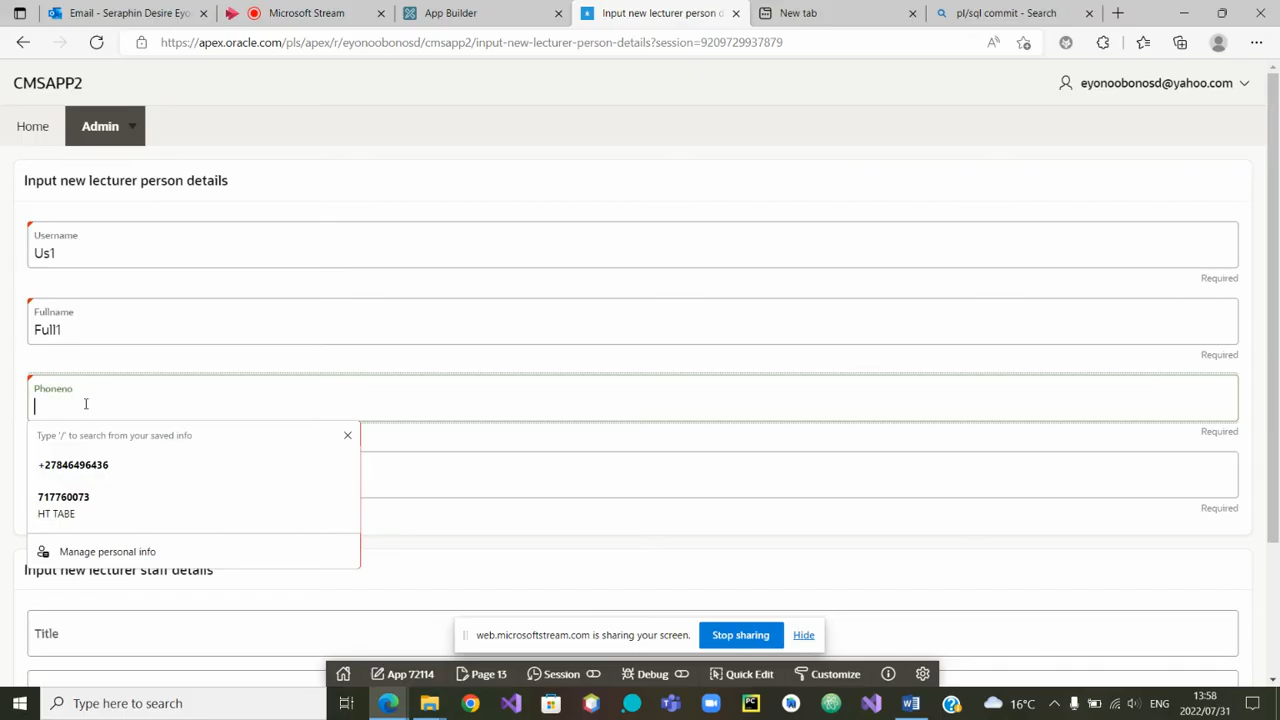 Email - Seraphin Desire Eyo
Microsoft Stream
App Builder
Input new lecturer person d
New tab
pl/sql commit - Search
https://apex.oracle.com/pls/apex/r/eyonoobonosd/cmsapp2/input-new-lecturer-person-details?session=9209729937879
CMSAPP2
eyonoobonosd@yahoo.com
Home
Admin
Input new lecturer person details
Username
Us1
Required
Fullname
Full1
Required
Phoneno
Required
Type '/' to search from your saved info
+27846496436
717760073
HT TABE
Required
Manage personal info
Input new lecturer staff details
Title
web.microsoftstream.com is sharing your screen.
Stop sharing
Hide
App 72114
Page 13
Session
Debug
Quick Edit
Customize
Type here to search
16°C
ENG
13:58
2022/07/31